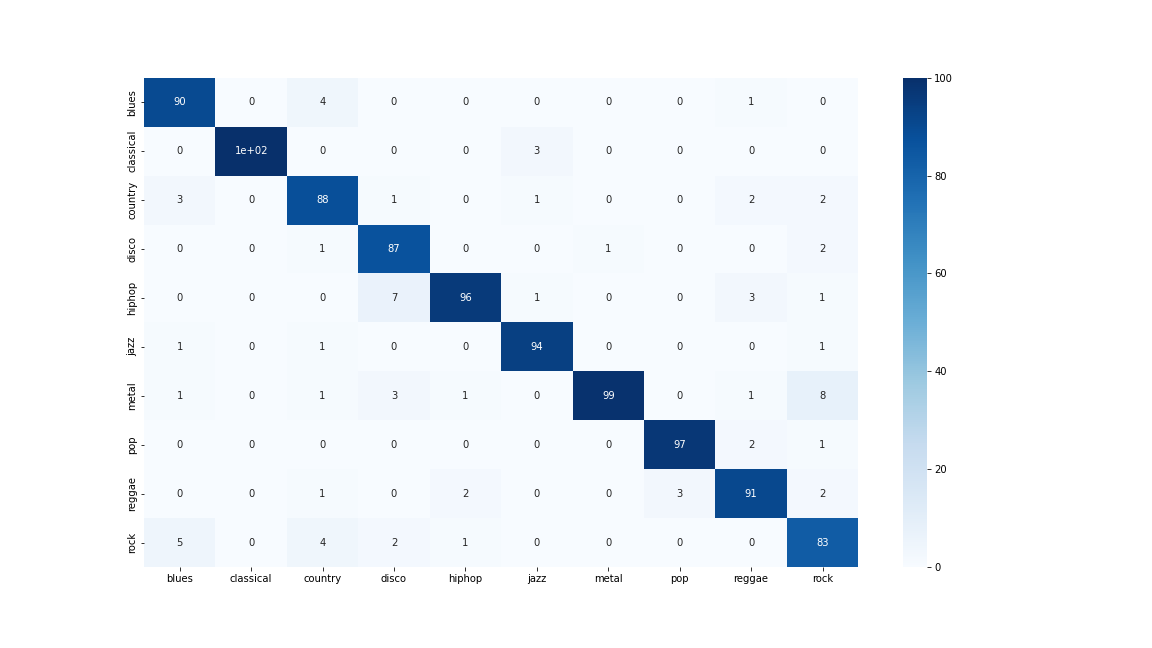 blues 90 0 4 0 0 0 0 0 1 0
classical 0 1e+02 0 0 0 3 0 0 0 0
country 3 0 88 1 0 1 0 0 2 2
disco 0 0 1 87 0 0 1 0 0 2
hiphop 0 0 0 7 96 1 0 0 3 1
jazz 1 0 1 0 0 94 0 0 0 1
metal 1 0 1 3 1 0 99 0 1 8
pop 0 0 0 0 0 0 0 97 2 1
reggae 0 0 1 0 2 0 0 3 91 2
rock 5 0 4 2 1 0 0 0 0 83
blues classical country disco hiphop jazz metal pop reggae rock
100
80
60
40
20
0